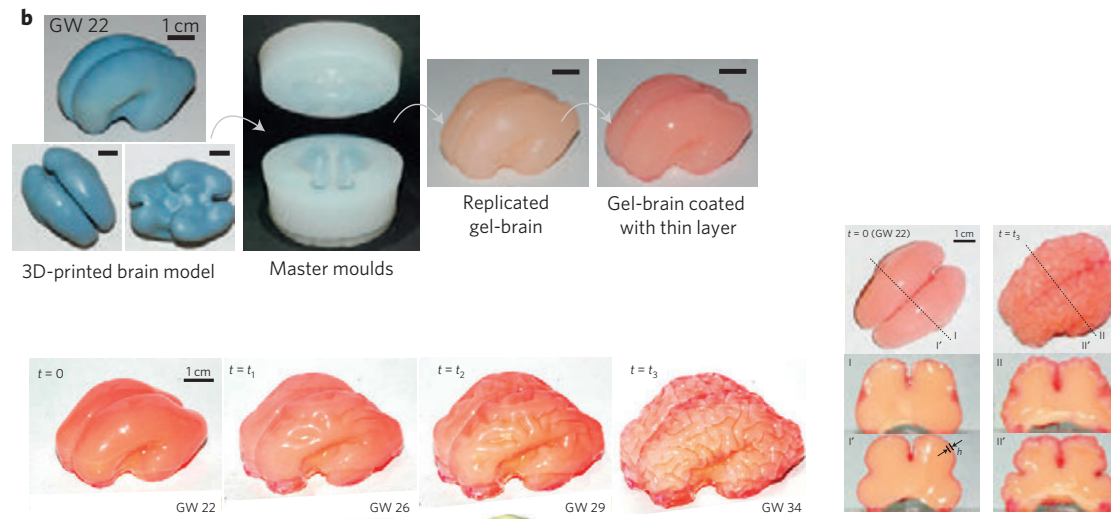 b
GW 22
1 cm
3D-printed brain model
Master moulds
Replicated
gel-brain
Gel-brain coated
with thin layer
t = 0
1 cm
GW 22
t = t1
GW 26
t = t2
GW 29
t = t3
GW 34
t = 0 (GW 22)
1 cm
I
I′
t = t3
II
II′
I
II
I′
h
II′